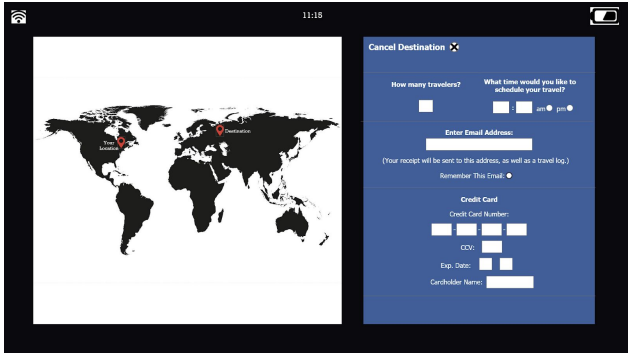 11:15
Cancel Destination
How many travelers?
What time would you like to
schedule your travel?
: am pm
Enter Email Address:
(Your receipt will be sent to this address, as well as a travel log.)
Remember This Email:
Credit Card
Credit Card Number:
- - -
CCV:
Exp. Date:
Cardholder Name:
Your
Location
Destination